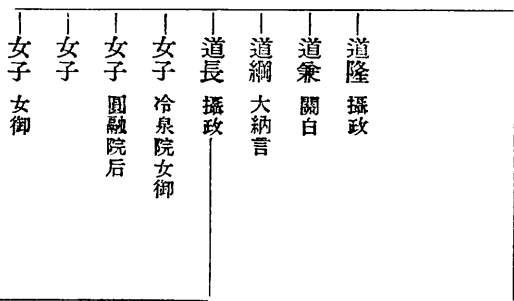 道隆 攝政
道兼 關白
道綱 大納言
道長 攝政
女子 冷泉院女御
女子 圓融院后
女子
女子 女御